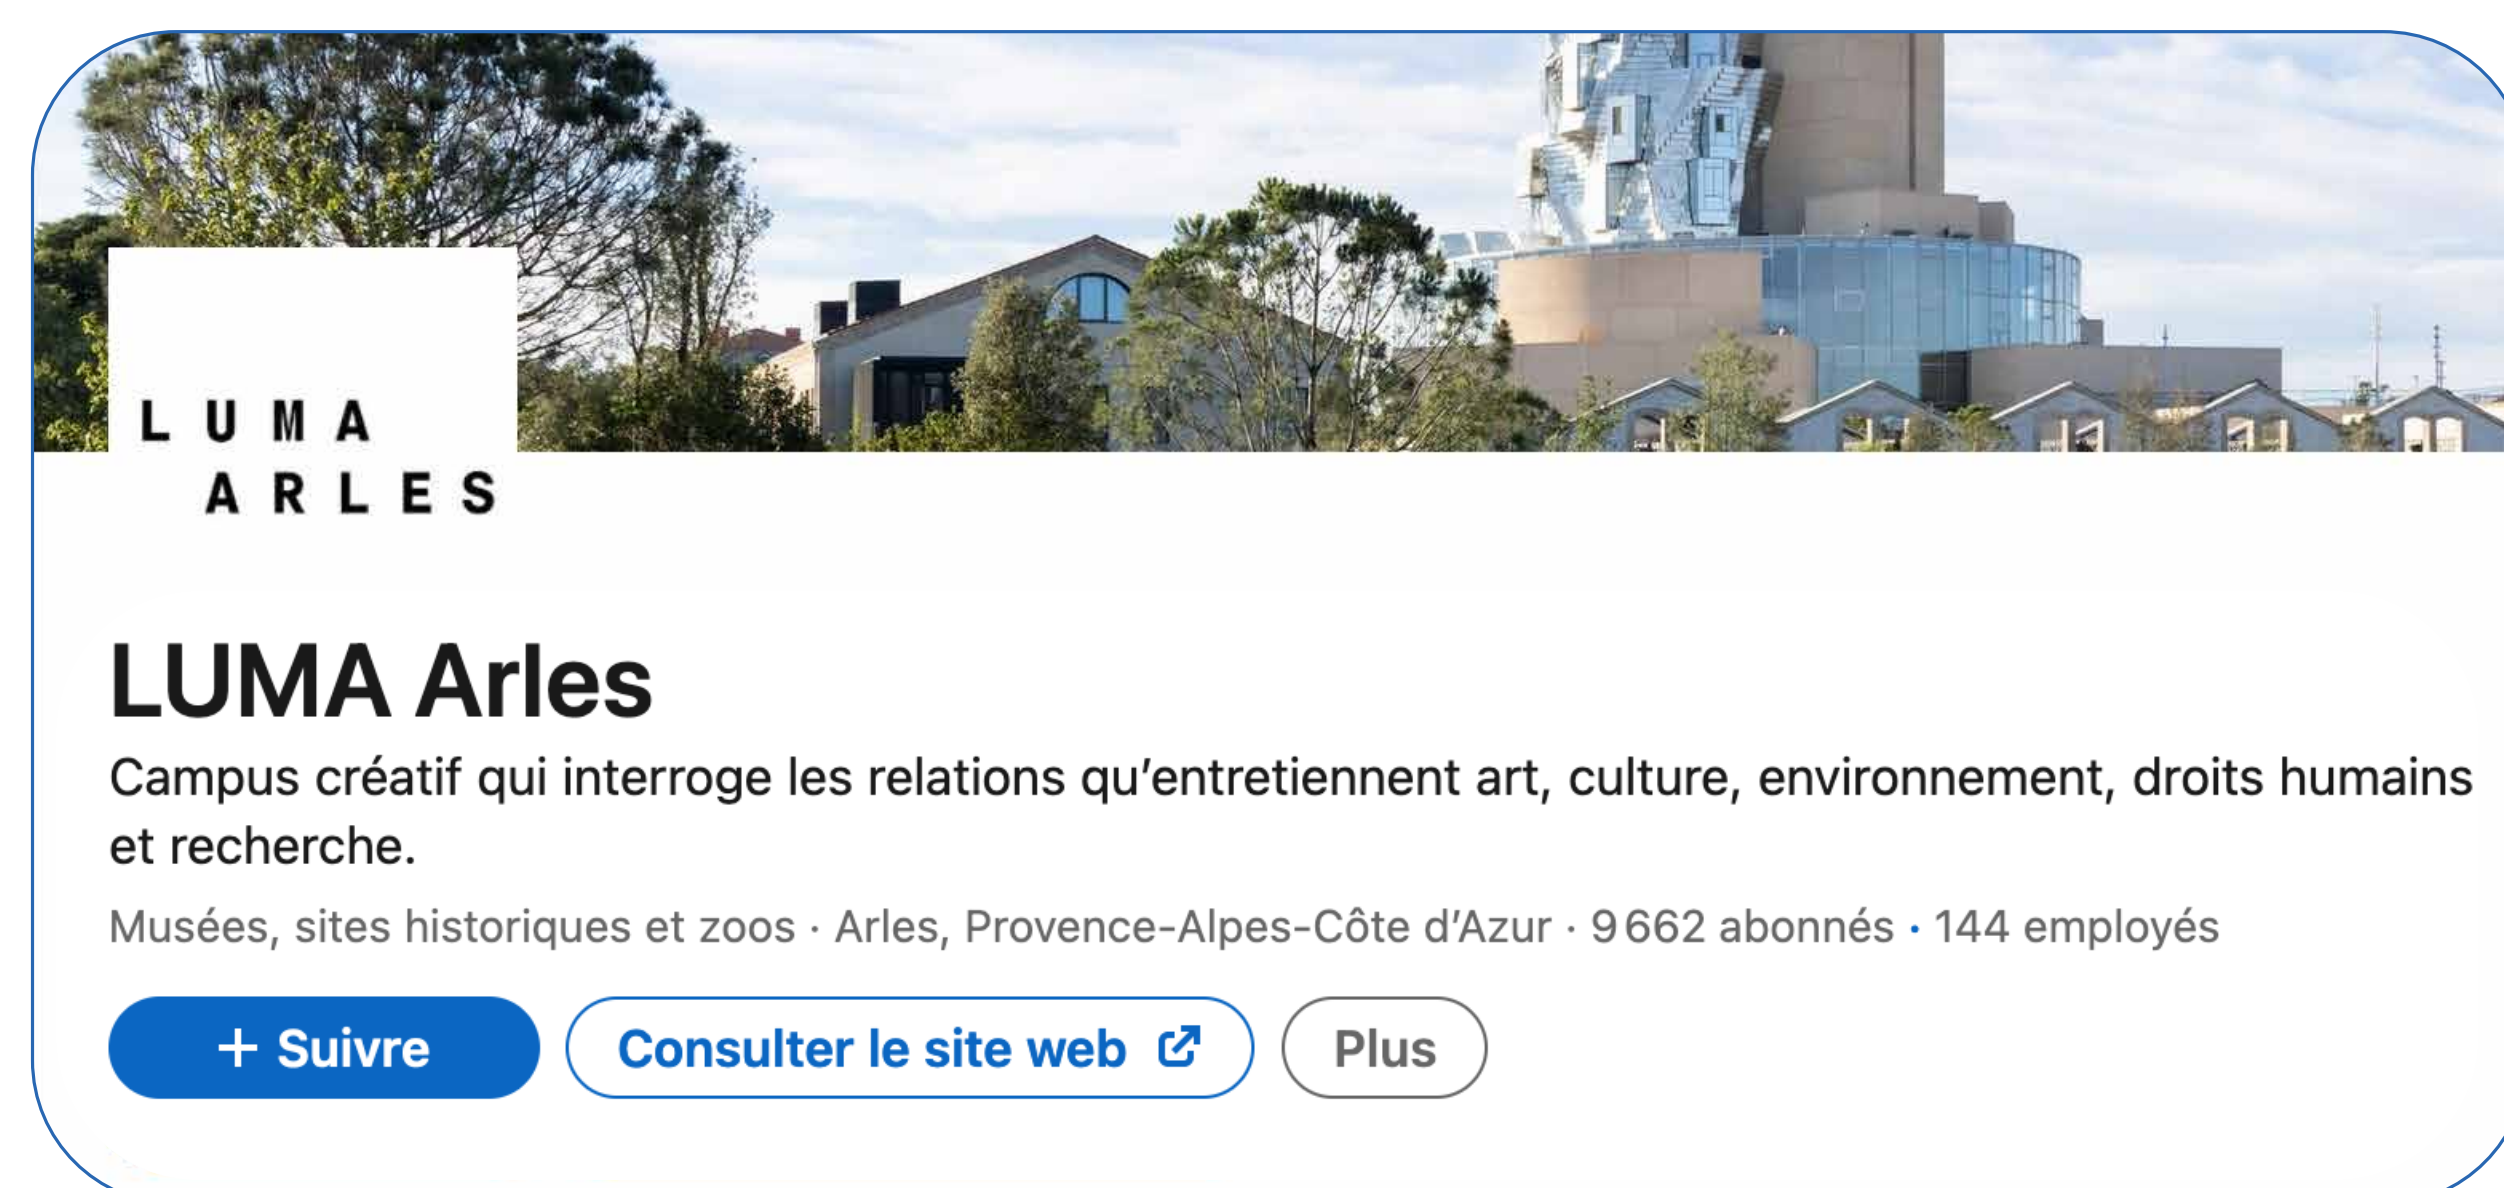 LUMA
ARLES
LUMA Arles
Campus créatif qui interroge les relations qu’entretiennent art, culture, environnement, droits humains
et recherche.
Musées, sites historiques et zoos · Arles, Provence-Alpes-Côte d’Azur · 9 662 abonnés · 144 employés
+ Suivre
Consulter le site web
Plus